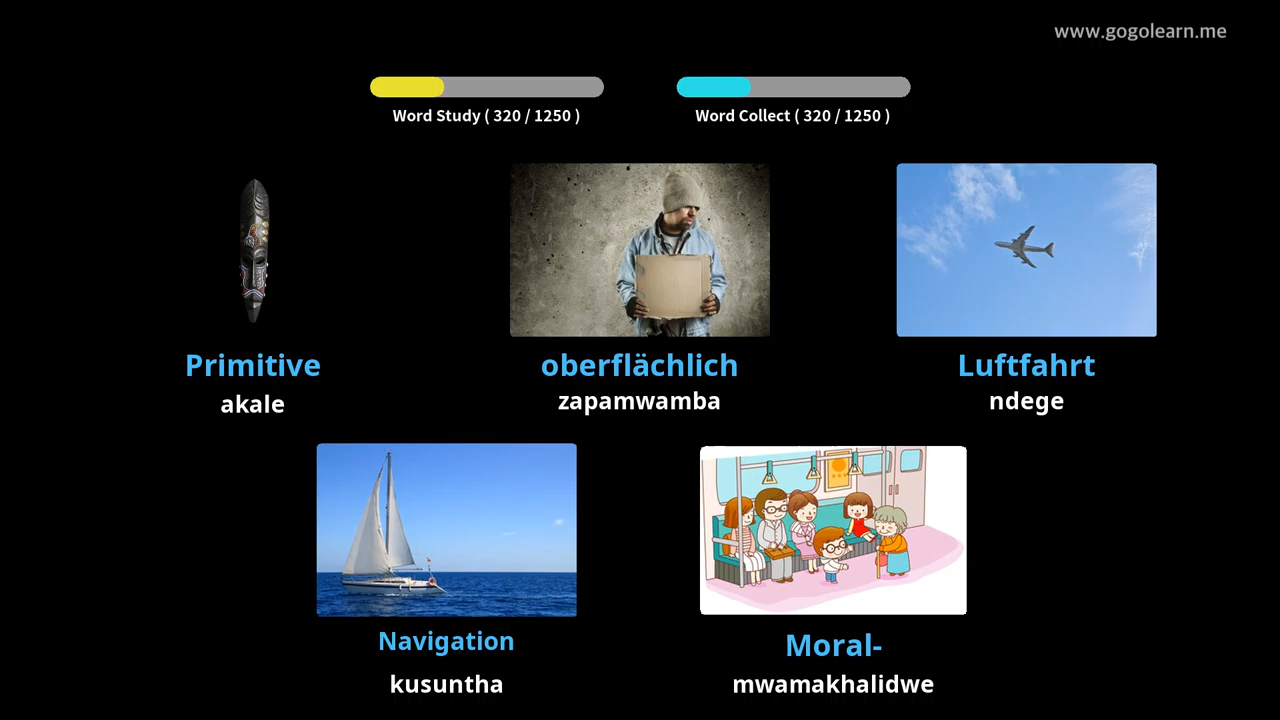 www.gogolearn.me
Word Study ( 320 / 1250 )
Word Collect ( 320 / 1250 )
Primitive
akale
oberflächlich
zapamwamba
Luftfahrt
ndege
Navigation
kusuntha
Moral-
mwamakhalidwe